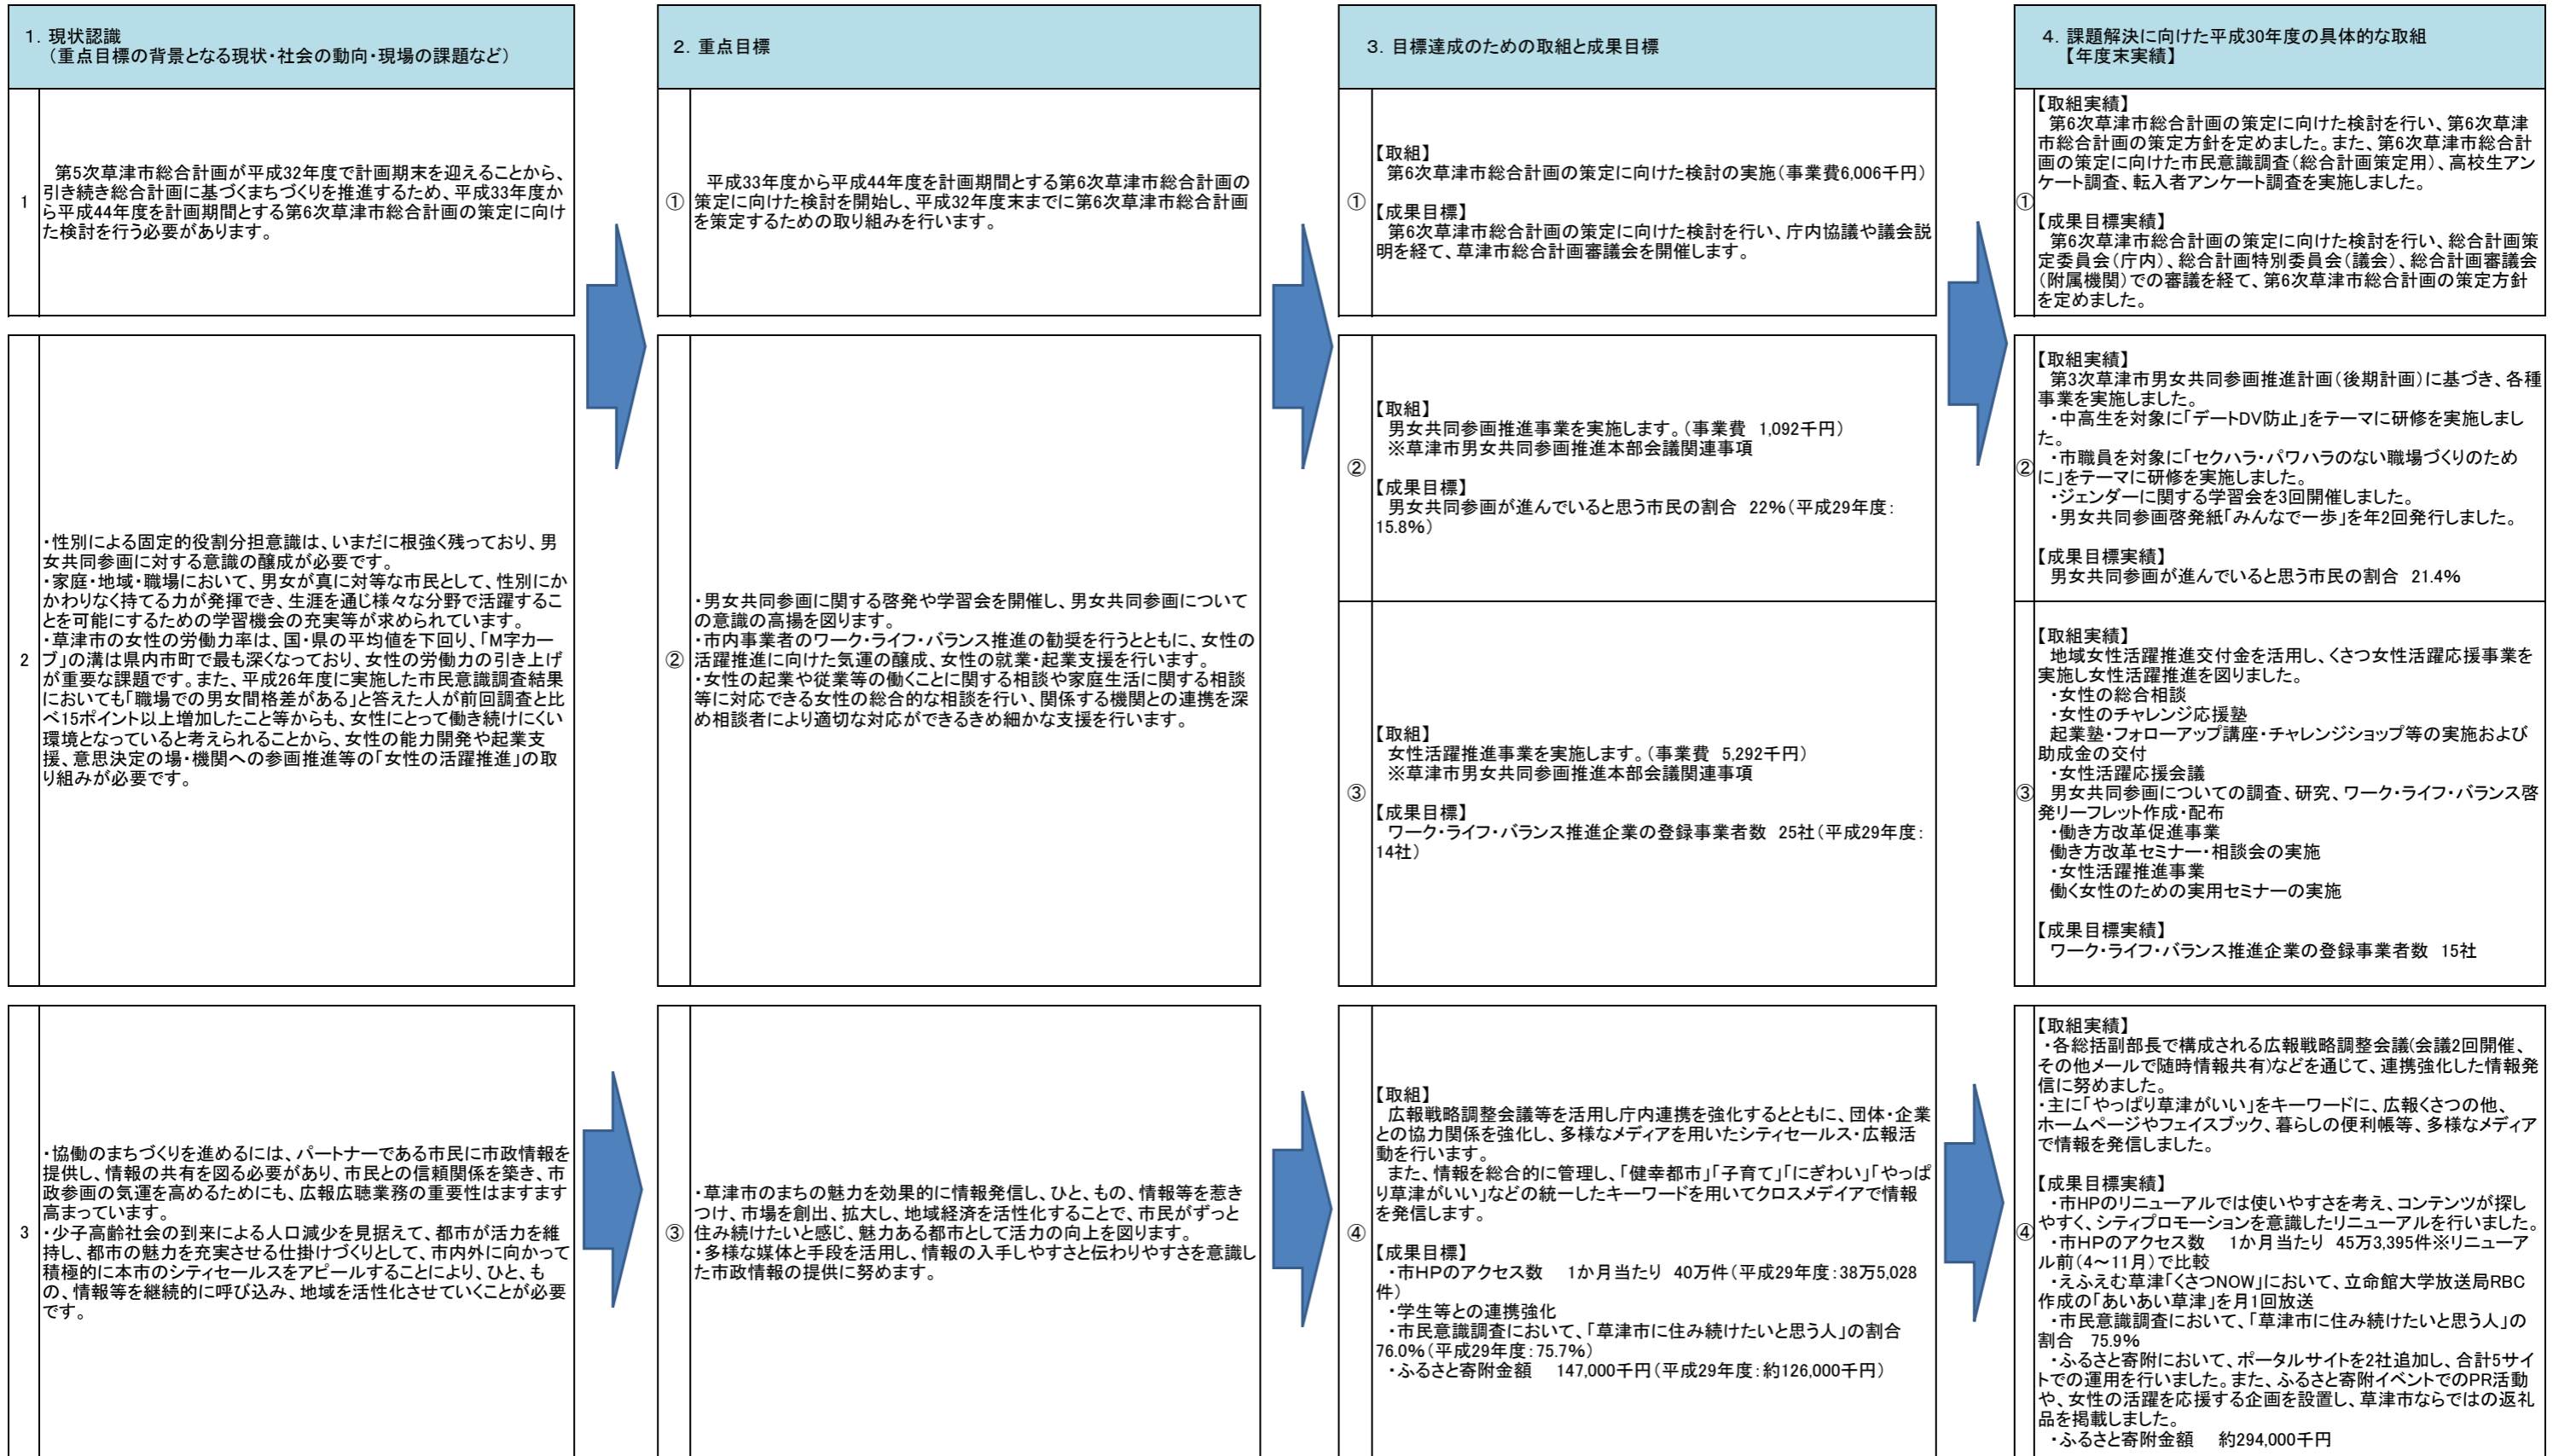 1．現状認識
（重点目標の背景となる現状・社会の動向・現場の課題など）
2．重点目標
3．目標達成のための取組と成果目標
4．課題解決に向けた平成30年度の具体的な取組
【年度末実績】
1
第5次草津市総合計画が平成32年度で計画期末を迎えることから、
引き続き総合計画に基づくまちづくりを推進するため、平成33年度か
ら平成44年度を計画期間とする第6次草津市総合計画の策定に向け
た検討を行う必要があります。
①
平成33年度から平成44年度を計画期間とする第6次草津市総合計画の
策定に向けた検討を開始し、平成32年度末までに第6次草津市総合計画
を策定するための取り組みを行います。
①
【取組】
第6次草津市総合計画の策定に向けた検討の実施（事業費6,006千円）
【成果目標】
第6次草津市総合計画の策定に向けた検討を行い、庁内協議や議会説
明を経て、草津市総合計画審議会を開催します。
①
【取組実績】
第6次草津市総合計画の策定に向けた検討を行い、第6次草津
市総合計画の策定方針を定めました。また、第6次草津市総合計
画の策定に向けた市民意識調査（総合計画策定用）、高校生アン
ケート調査、転入者アンケート調査を実施しました。
【成果目標実績】
第6次草津市総合計画の策定に向けた検討を行い、総合計画策
定委員会（庁内）、総合計画特別委員会（議会）、総合計画審議会
（附属機関）での審議を経て、第6次草津市総合計画の策定方針
を定めました。
2
・性別による固定的役割分担意識は、いまだに根強く残っており、男
女共同参画に対する意識の醸成が必要です。
・家庭・地域・職場において、男女が真に対等な市民として、性別にか
かわりなく持てる力が発揮でき、生涯を通じ様々な分野で活躍するこ
とを可能にするための学習機会の充実等が求められています。
・草津市の女性の労働力率は、国・県の平均値を下回り、「M字カー
ブ」の溝は県内市町で最も深くなっており、女性の労働力の引き上げ
が重要な課題です。また、平成26年度に実施した市民意識調査結果
においても「職場での男女間格差がある」と答えた人が前回調査と比
べ15ポイント以上増加したこと等からも、女性にとって働き続けにくい
環境となっていると考えられることから、女性の能力開発や起業支
援、意思決定の場・機関への参画推進等の「女性の活躍推進」の取
り組みが必要です。
②
・男女共同参画に関する啓発や学習会を開催し、男女共同参画について
の意識の高揚を図ります。
・市内事業者のワーク・ライフ・バランス推進の勧奨を行うとともに、女性の
活躍推進に向けた気運の醸成、女性の就業・起業支援を行います。
・女性の起業や従業等の働くことに関する相談や家庭生活に関する相談
等に対応できる女性の総合的な相談を行い、関係する機関との連携を深
め相談者により適切な対応ができるきめ細かな支援を行います。
②
【取組】
男女共同参画推進事業を実施します。（事業費　1,092千円）
※草津市男女共同参画推進本部会議関連事項
【成果目標】
男女共同参画が進んでいると思う市民の割合　22％（平成29年度：
15.8％）
②
【取組実績】
第3次草津市男女共同参画推進計画（後期計画）に基づき、各種
事業を実施しました。
・中高生を対象に「デートDV防止」をテーマに研修を実施しまし
た。
・市職員を対象に「セクハラ・パワハラのない職場づくりのため
に」をテーマに研修を実施しました。
・ジェンダーに関する学習会を3回開催しました。
・男女共同参画啓発紙「みんなで一歩」を年2回発行しました。
【成果目標実績】
男女共同参画が進んでいると思う市民の割合　21.4％
③
【取組】
女性活躍推進事業を実施します。（事業費　5,292千円）
※草津市男女共同参画推進本部会議関連事項
【成果目標】
ワーク・ライフ・バランス推進企業の登録事業者数　25社（平成29年度：
14社）
③
【取組実績】
地域女性活躍推進交付金を活用し、くさつ女性活躍応援事業を
実施し女性活躍推進を図りました。
・女性の総合相談
・女性のチャレンジ応援塾
起業塾・フォローアップ講座・チャレンジショップ等の実施および
助成金の交付
・女性活躍応援会議
男女共同参画についての調査、研究、ワーク・ライフ・バランス啓
発リーフレット作成・配布
・働き方改革促進事業
働き方改革セミナー・相談会の実施
・女性活躍推進事業
働く女性のための実用セミナーの実施
【成果目標実績】
ワーク・ライフ・バランス推進企業の登録事業者数　15社
3
・協働のまちづくりを進めるには、パートナーである市民に市政情報を
提供し、情報の共有を図る必要があり、市民との信頼関係を築き、市
政参画の気運を高めるためにも、広報広聴業務の重要性はますます
高まっています。
・少子高齢社会の到来による人口減少を見据えて、都市が活力を維
持し、都市の魅力を充実させる仕掛けづくりとして、市内外に向かって
積極的に本市のシティセールスをアピールすることにより、ひと、も
の、情報等を継続的に呼び込み、地域を活性化させていくことが必要
です。
③
・草津市のまちの魅力を効果的に情報発信し、ひと、もの、情報等を惹き
つけ、市場を創出、拡大し、地域経済を活性化することで、市民がずっと
住み続けたいと感じ、魅力ある都市として活力の向上を図ります。
・多様な媒体と手段を活用し、情報の入手しやすさと伝わりやすさを意識し
た市政情報の提供に努めます。
④
【取組】
広報戦略調整会議等を活用し庁内連携を強化するとともに、団体・企業
との協力関係を強化し、多様なメディアを用いたシティセールス・広報活
動を行います。
また、情報を総合的に管理し、「健幸都市」「子育て」「にぎわい」「やっぱ
り草津がいい」などの統一したキーワードを用いてクロスメデイアで情報
を発信します。
【成果目標】
・市HPのアクセス数　1か月当たり　40万件（平成29年度：38万5,028
件）
・学生等との連携強化
・市民意識調査において、「草津市に住み続けたいと思う人」の割合
76.0％（平成29年度：75.7％）
・ふるさと寄附金額　147,000千円（平成29年度：約126,000千円）
④
【取組実績】
・各総括副部長で構成される広報戦略調整会議(会議2回開催、
その他メールで随時情報共有)などを通じて、連携強化した情報発
信に努めました。
・主に「やっぱり草津がいい」をキーワードに、広報くさつの他、
ホームページやフェイスブック、暮らしの便利帳等、多様なメディア
で情報を発信しました。
【成果目標実績】
・市HPのリニューアルでは使いやすさを考え、コンテンツが探し
やすく、シティプロモーションを意識したリニューアルを行いました。
・市HPのアクセス数　1か月当たり　45万3,395件※リニューア
ル前（4～11月）で比較
・えふえむ草津「くさつNOW」において、立命館大学放送局RBC
作成の「あいあい草津」を月1回放送
・市民意識調査において、「草津市に住み続けたいと思う人」の
割合　75.9％
・ふるさと寄附において、ポータルサイトを2社追加し、合計5サイ
トでの運用を行いました。また、ふるさと寄附イベントでのPR活動
や、女性の活躍を応援する企画を設置し、草津市ならではの返礼
品を掲載しました。
・ふるさと寄附金額　約294,000千円